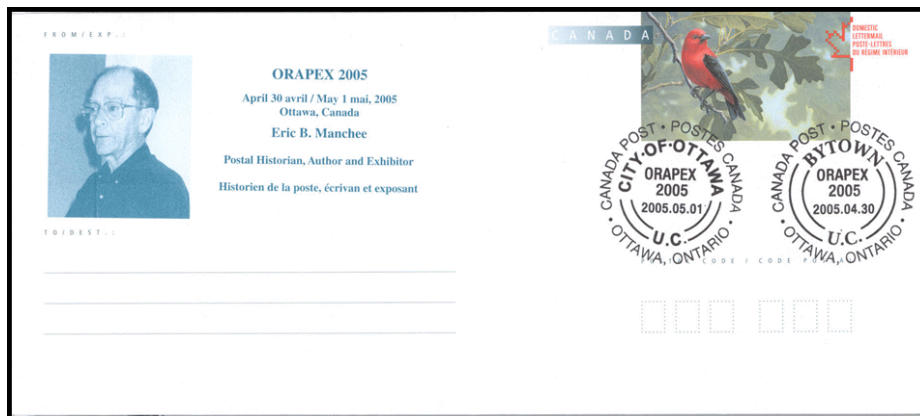 FROM/EXP.:
ORAPEX 2005
April 30 avril / May 1 mai, 2005
Ottawa, Canada
Eric B. Manchee
Postal Historian, Author and Exhibitor
Historien de la poste, écrivan et exposant
TO/DEST.:
CANADA
DOMESTIC
LETTERMAIL
POSTE-LETTRES
DU RÉGIME INTÉRIEUR
CANADA POST • POSTES CANADA
CITY•OF•OTTAWA
ORAPEX
2005
2005.05.01
U.C.
• OTTAWA, ONTARIO •
CANADA POST • POSTES CANADA
BYTOWN
ORAPEX
2005
2005.04.30
U.C.
• OTTAWA, ONTARIO •
CODE / CODE